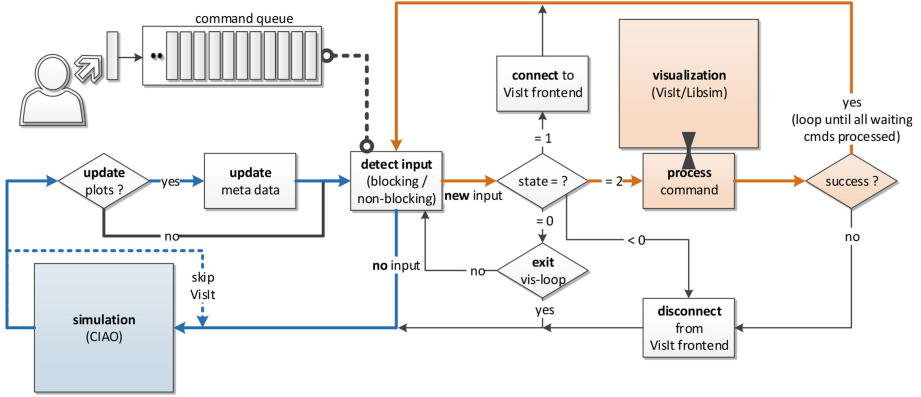 command queue
connect to
VisIt frontend
visualization
(VisIt/Libsim)
yes
(loop until all waiting
cmds processed)
= 1
update
plots ?
yes
update
meta data
detect input
(blocking /
non-blocking)
new input
state = ?
= 2
process
command
success ?
no
= 0
< 0
no
no input
no
exit
vis-loop
skip
VisIt
yes
simulation
(CIAO)
disconnect
from
VisIt frontend